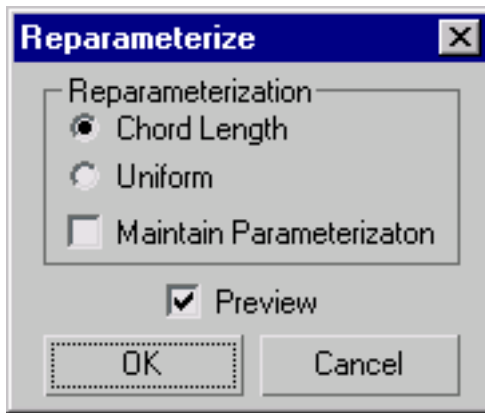 Reparameterize
Reparameterization
Chord Length
Uniform
Maintain Parameterizaton
Preview
OK Cancel